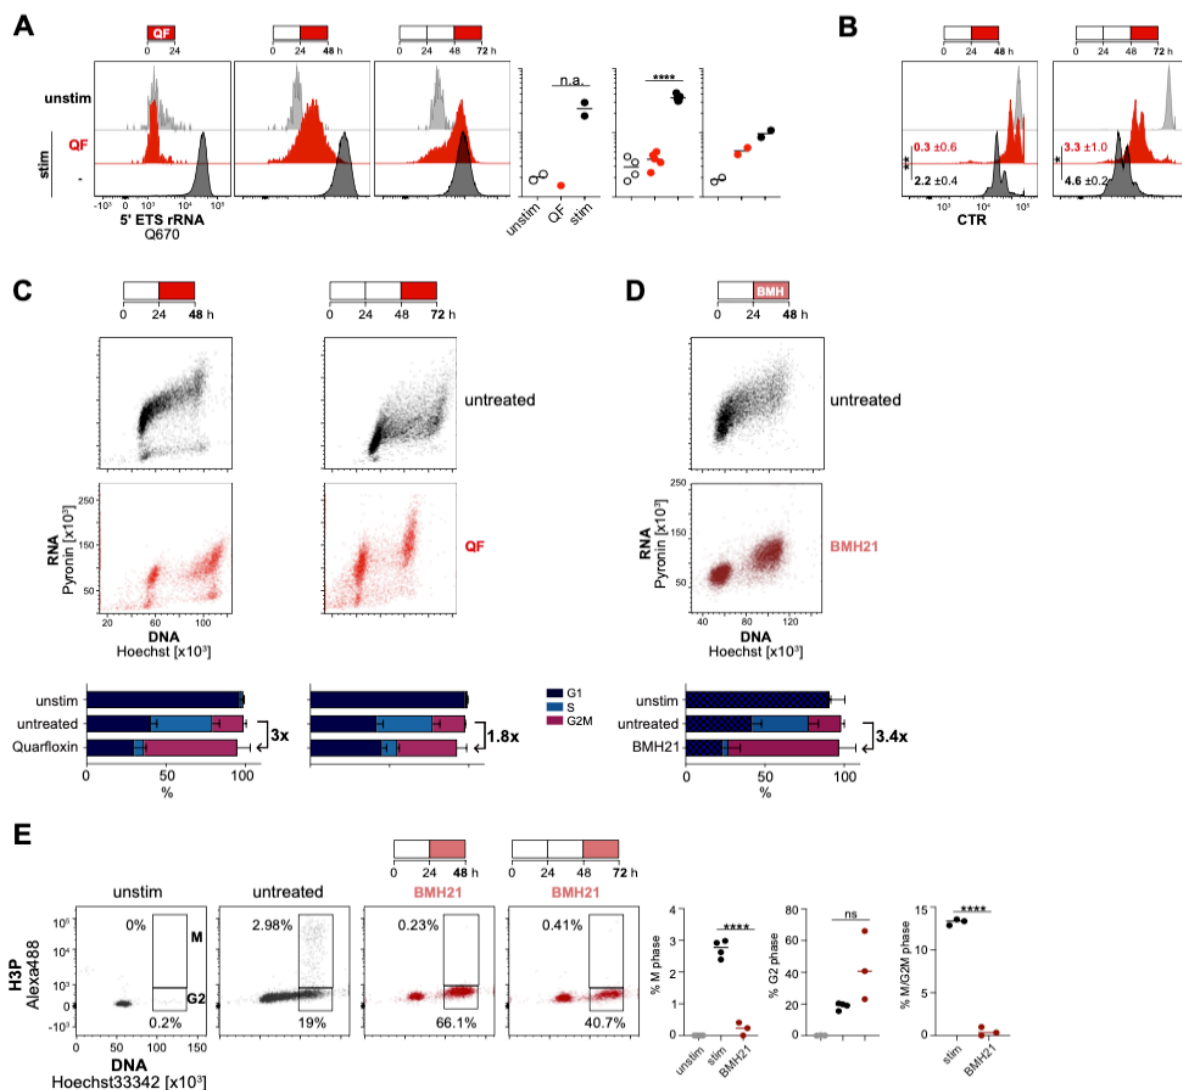 A
QF
0 24
0 24 48 h
0 24 48 72 h
unstim
QF
stim
-
-10³ 10³ 10⁴ 10⁵
5' ETS rRNA
Q670
n.a.
****
unstim
QF
stim
B
0 24 48 h
0 24 48 72 h
0.3 ±0.6
**
2.2 ±0.4
3.3 ±1.0
*
4.6 ±0.2
10³ 10⁴ 10⁵
CTR
C
0 24 48 h
0 24 48 72 h
untreated
250
150
50
RNA
Pyronin [x10³]
20 60 100
DNA
Hoechst [x10³]
QF
unstim
untreated
Quarfloxin
3x
0 50 100
%
1.8x
G1
S
G2M
D
BMH
0 24 48 h
untreated
250
150
50
RNA
Pyronin [x10³]
40 80 120
DNA
Hoechst [x10³]
BMH21
unstim
untreated
BMH21
3.4x
0 50 100
%
E
0 24 48 h
0 24 48 72 h
unstim
untreated
BMH21
BMH21
H3P
Alexa488
10⁵
10⁴
10³
0
-10³
0%
M
G2
0.2%
2.98%
19%
0.23%
66.1%
0.41%
40.7%
0 50 100 150
DNA
Hoechst33342 [x10³]
% M phase
4
3
2
1
0
****
unstim
stim
BMH21
% G2 phase
80
60
40
20
0
ns
% M/G2M phase
15
10
5
0
****
stim
BMH21